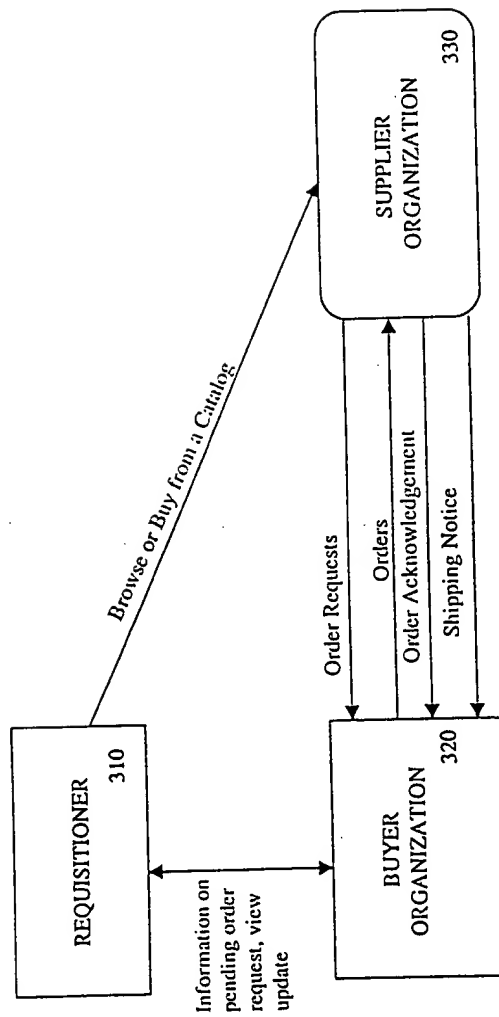 REQUISITIONER
310
Browse or Buy from a Catalog
Information on
pending order
request, view
update
BUYER
ORGANIZATION
320
Order Requests
Orders
Order Acknowledgement
Shipping Notice
SUPPLIER
ORGANIZATION
330